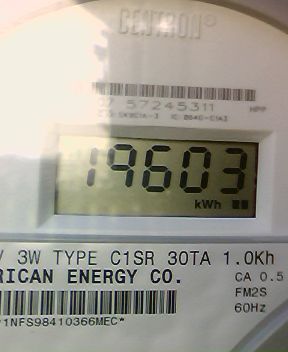 CENTRON®
57245311 HPP
19603
kWh
3W TYPE C1SR 30TA 1.0Kh
RICAN ENERGY CO. CA 0.5
FM2S
60Hz
1NFS98410366MEC*